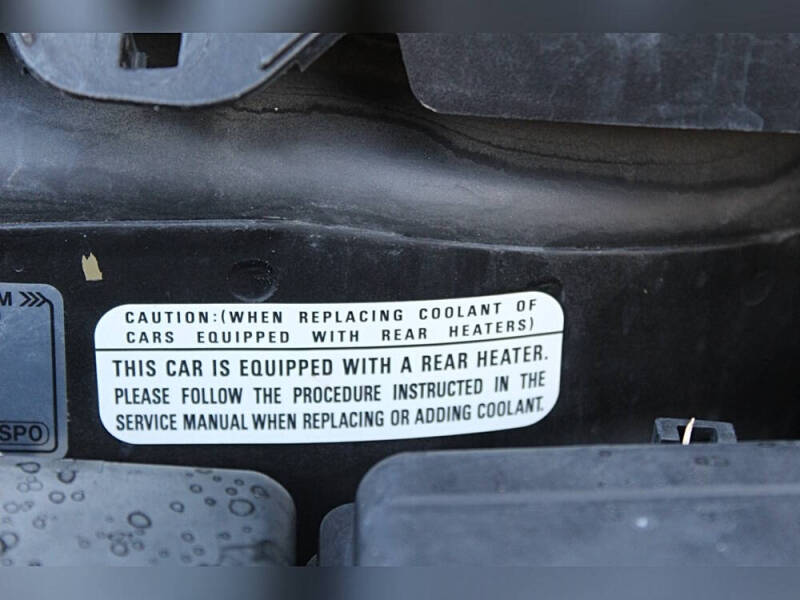 CAUTION:(WHEN REPLACING COOLANT OF
CARS EQUIPPED WITH REAR HEATERS)
THIS CAR IS EQUIPPED WITH A REAR HEATER.
PLEASE FOLLOW THE PROCEDURE INSTRUCTED IN THE
SERVICE MANUAL WHEN REPLACING OR ADDING COOLANT.
M
SPO